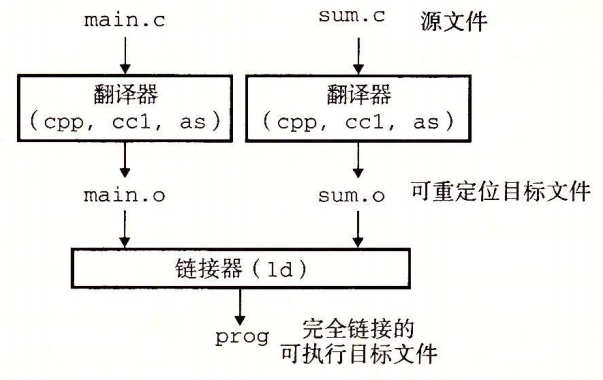 main.c
sum.c
源文件
翻译器
(cpp, cc1, as)
翻译器
(cpp, cc1, as)
main.o
sum.o
可重定位目标文件
链接器(ld)
prog
完全链接的
可执行目标文件